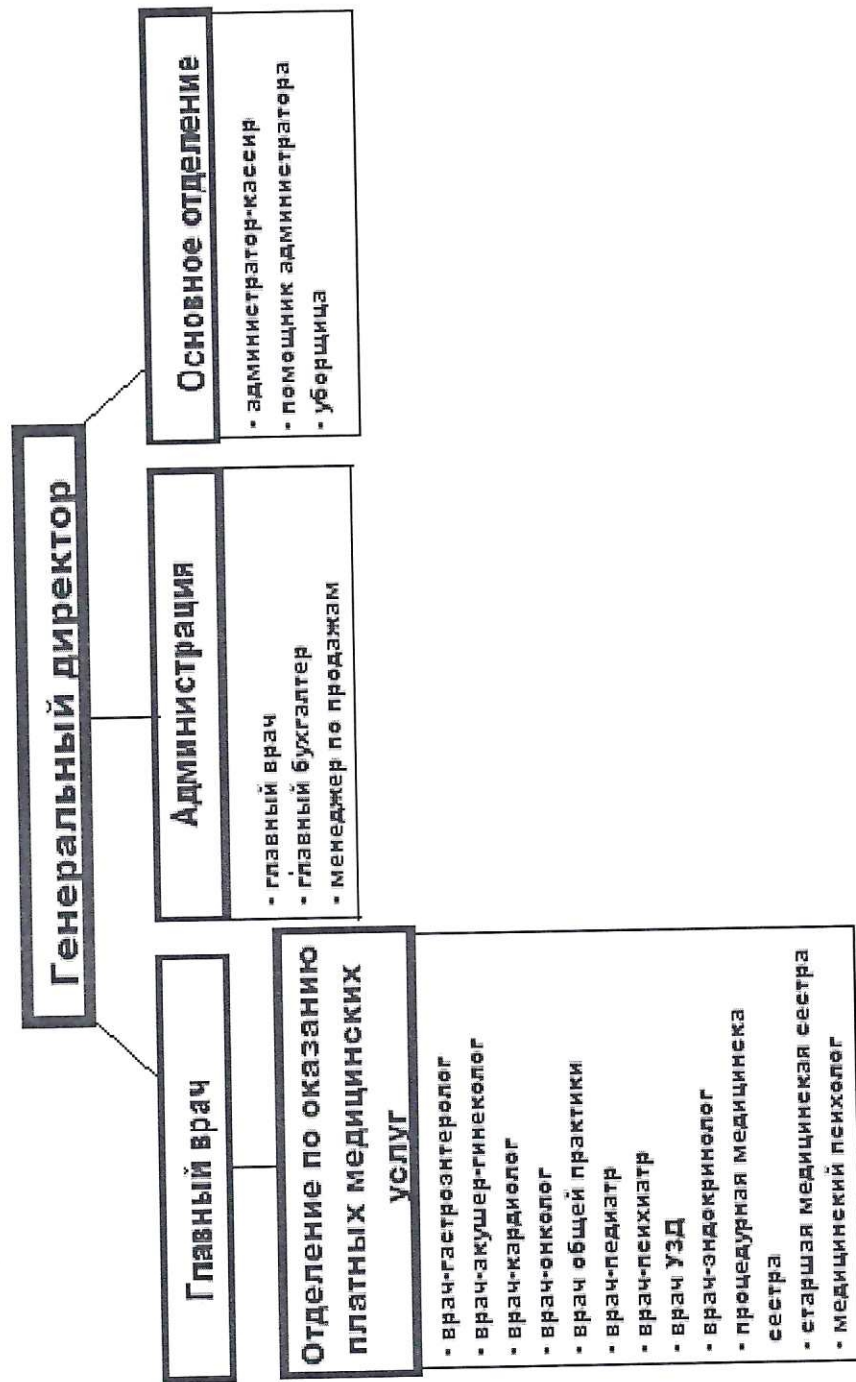 Генеральный директор
Главный врач
Отделение по оказанию
платных медицинских
услуг
• врач-гастроэнтеролог
• врач-акушер-гинеколог
• врач-кардиолог
• врач-онколог
• врач общей практики
• врач-педиатр
• врач-психиатр
• врач УЗД
• врач-эндокринолог
• процедурная медицинска
сестра
• старшая медицинская сестра
• медицинский психолог
Администрация
• главный врач
• главный бухгалтер
• менеджер по продажам
Основное отделение
• администратор-кассир
• помощник администратора
• уборщица